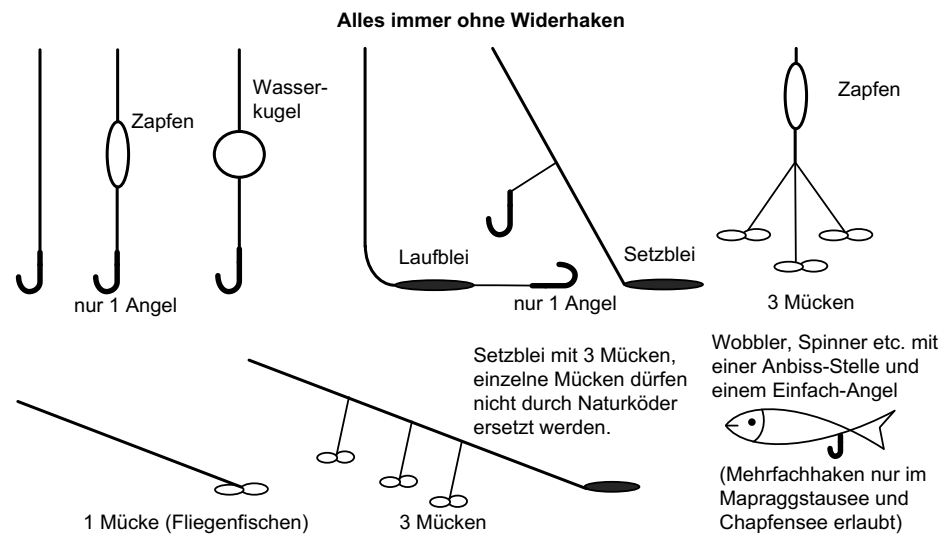 Alles immer ohne Widerhaken
Zapfen
Wasser-
kugel
Zapfen
Laufblei
Setzblei
nur 1 Angel
nur 1 Angel
3 Mücken
Setzblei mit 3 Mücken,
einzelne Mücken dürfen
nicht durch Naturköder
ersetzt werden.
Wobbler, Spinner etc. mit
einer Anbiss-Stelle und
einem Einfach-Angel
(Mehrfachhaken nur im
Mapraggstausee und
Chapfensee erlaubt)
1 Mücke (Fliegenfischen)
3 Mücken